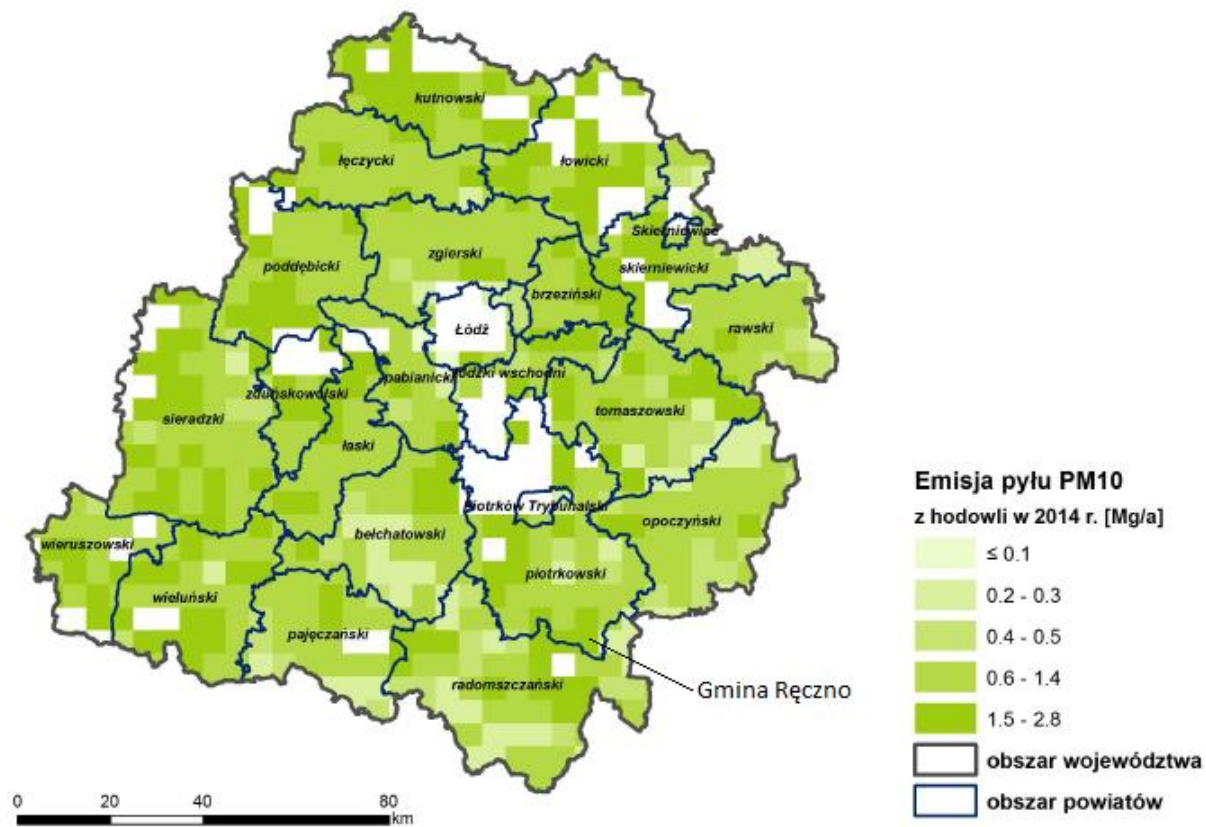 kutnowski
łęczycki
łowicki
Skierniewice
zgierski
poddębicki
skierniewicki
brzeziński
Łódź
rawski
pabianicki
łódzki wschodni
zduńskowolski
tomaszowski
sieradzki
łaski
Piotrków Trybunalski
opoczyński
bełchatowski
wieruszowski
piotrkowski
wieluński
pajęczański
radomszczański
Gmina Ręczno
Emisja pyłu PM10
z hodowli w 2014 r. [Mg/a]
≤ 0.1
0.2 - 0.3
0.4 - 0.5
0.6 - 1.4
1.5 - 2.8
obszar województwa
obszar powiatów
0 20 40 80
km